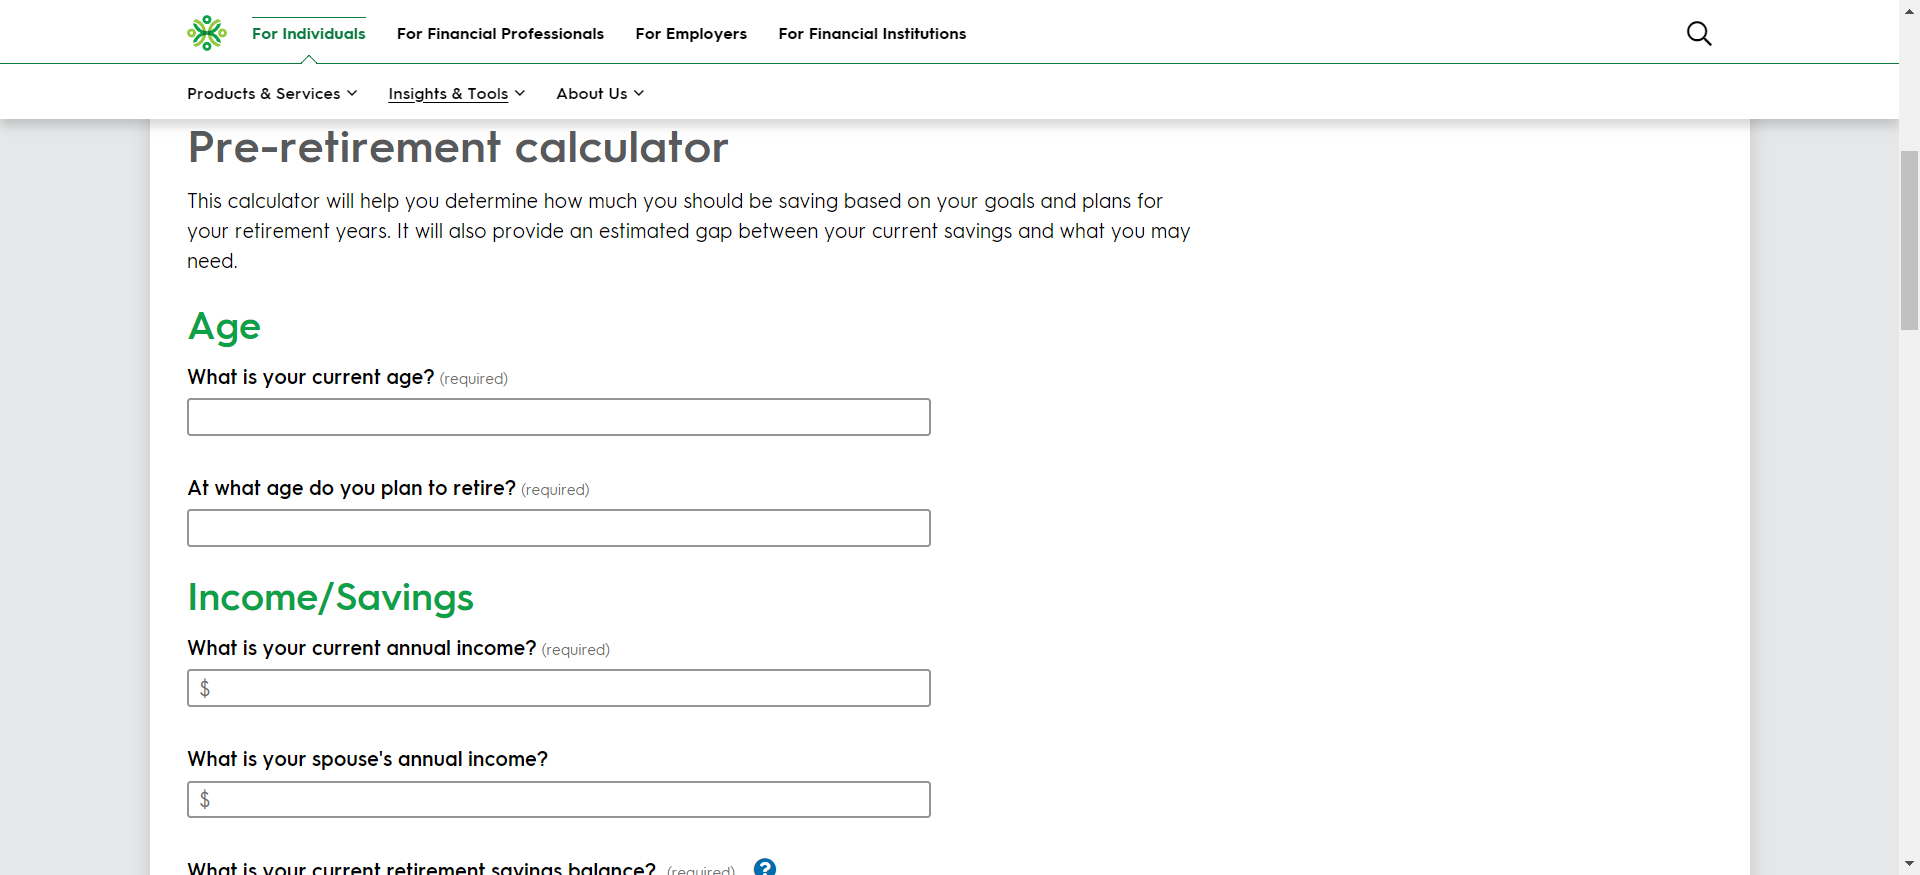 For Individuals For Financial Professionals For Employers For Financial Institutions
Products & Services Insights & Tools About Us
Pre-retirement calculator
This calculator will help you determine how much you should be saving based on your goals and plans for
your retirement years. It will also provide an estimated gap between your current savings and what you may
need.
Age
What is your current age? (required)
At what age do you plan to retire? (required)
Income/Savings
What is your current annual income? (required)
$
What is your spouse's annual income?
$
What is your current retirement savings balance? (required) ?